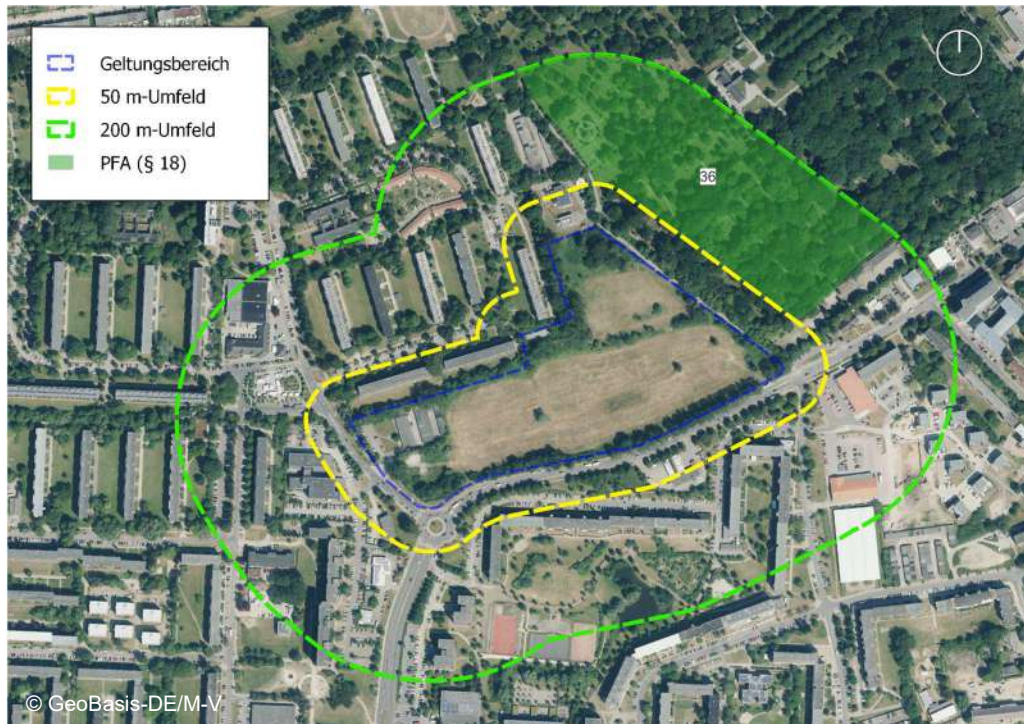 Geltungsbereich
50 m-Umfeld
200 m-Umfeld
PFA (§ 18)
36
© GeoBasis-DE/M-V